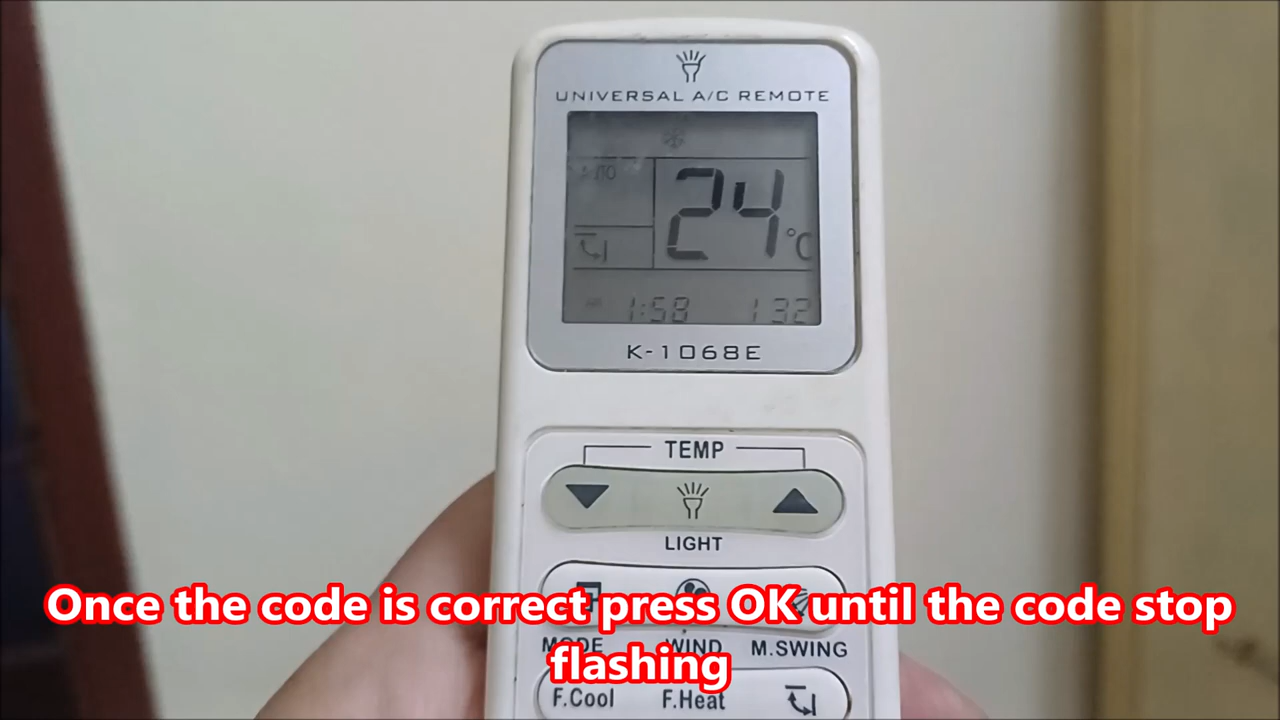 UNIVERSAL A/C REMOTE
24
°C
1:58 132
K-1068E
TEMP
LIGHT
Once the code is correct press OK until the code stop
MODE WIND M.SWING
flashing
F.Cool F.Heat